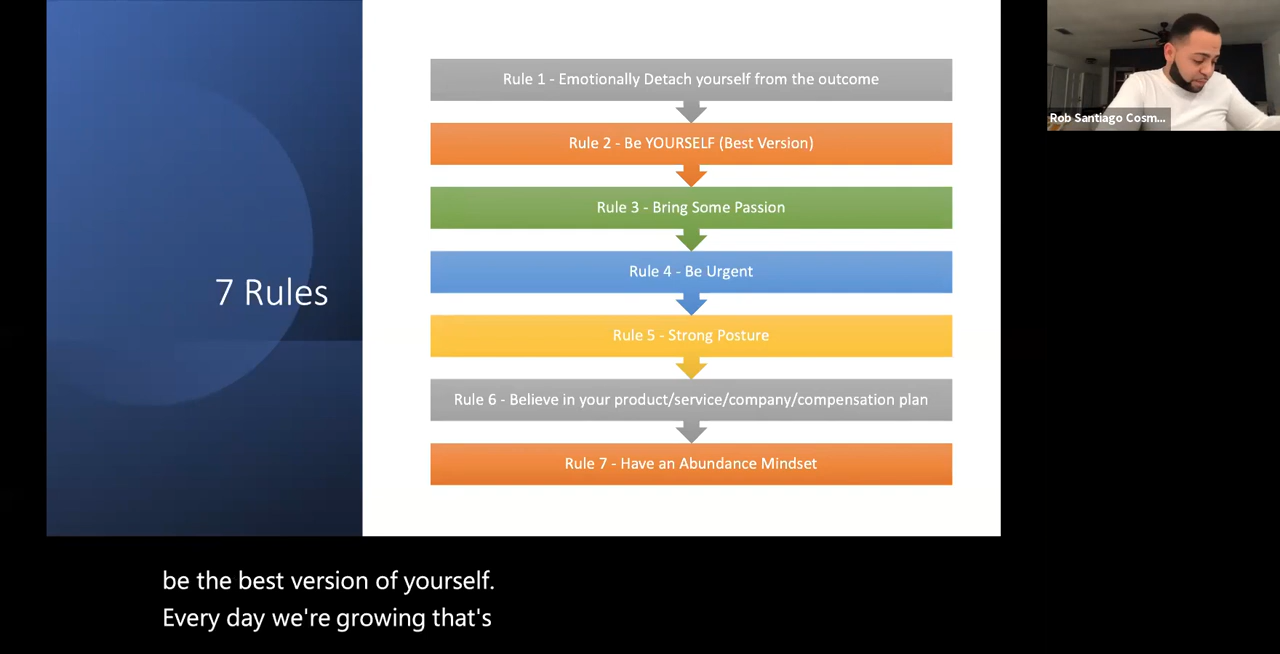 7 Rules
Rule 1 - Emotionally Detach yourself from the outcome
Rule 2 - Be YOURSELF (Best Version)
Rule 3 - Bring Some Passion
Rule 4 - Be Urgent
Rule 5 - Strong Posture
Rule 6 - Believe in your product/service/company/compensation plan
Rule 7 - Have an Abundance Mindset
Rob Santiago Cosm...
be the best version of yourself.
Every day we're growing that's